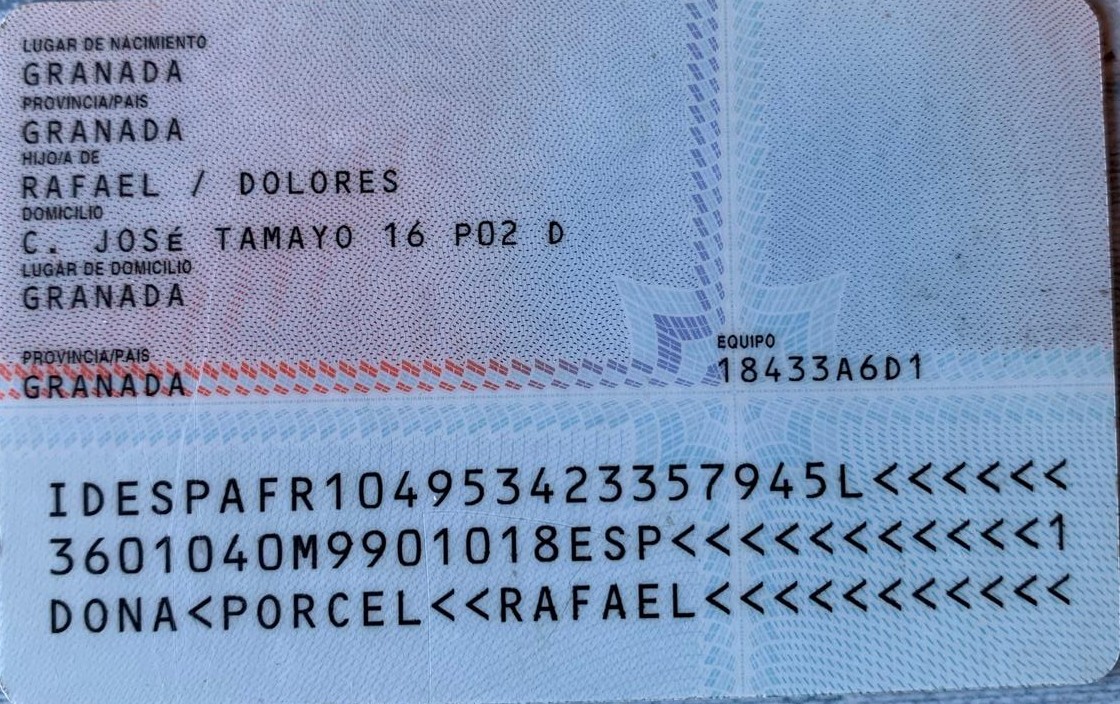 LUGAR DE NACIMIENTO
GRANADA
PROVINCIA/PAIS
GRANADA
HIJO/A DE
RAFAEL / DOLORES
DOMICILIO
C. JOSÉ TAMAYO 16 P02 D
LUGAR DE DOMICILIO
GRANADA
PROVINCIA/PAIS
GRANADA
EQUIPO
18433A6D1
IDESPAFR104953423357945L<<<<<<
3601040M9901018ESP<<<<<<<<<<<1
DONA<PORCEL<<RAFAEL<<<<<<<<<<<